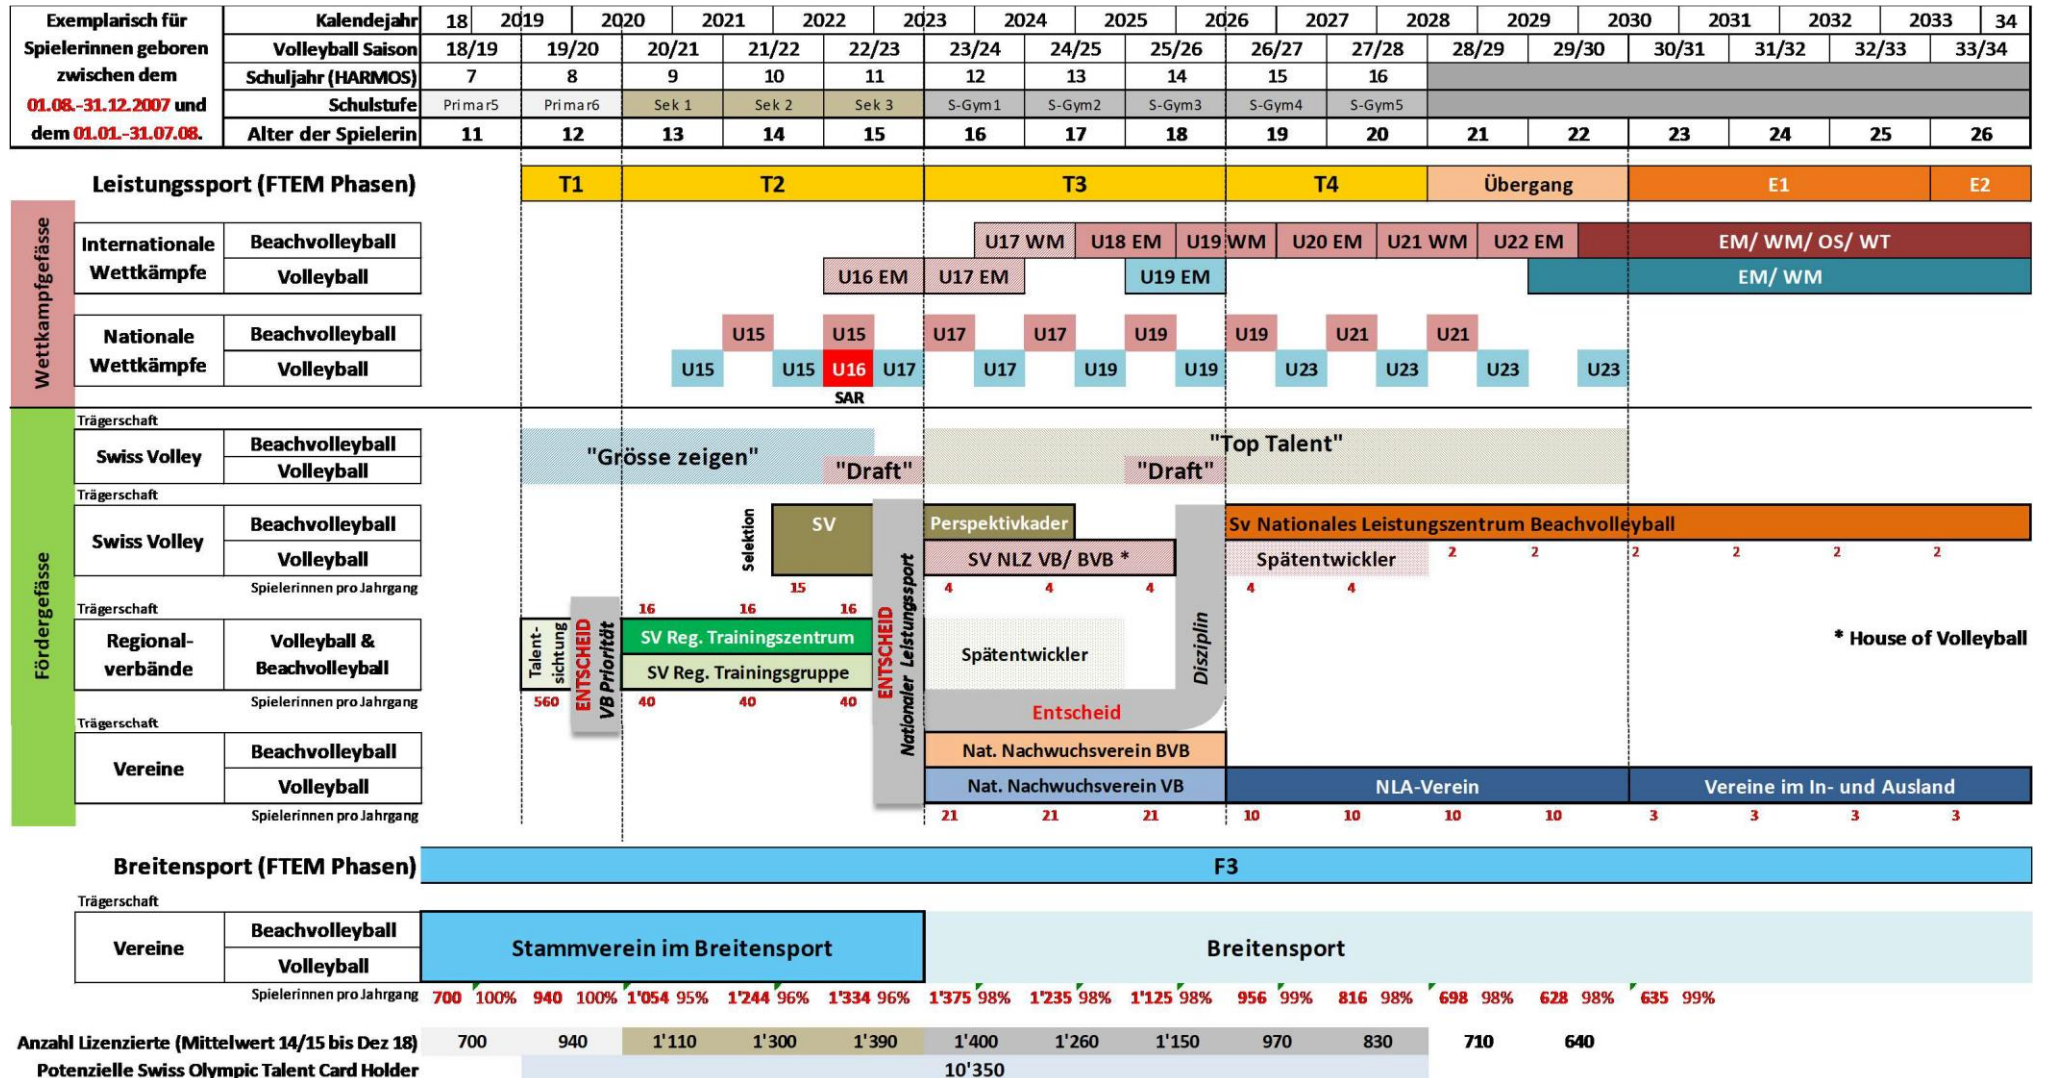 Exemplarisch für
Spielerinnen geboren
zwischen dem
01.08.-31.12.2007 und
dem 01.01.-31.07.08.
Kalendejahr 18 2019 2020 2021 2022 2023 2024 2025 2026 2027 2028 2029 2030 2031 2032 2033 34
Volleyball Saison 18/19 19/20 20/21 21/22 22/23 23/24 24/25 25/26 26/27 27/28 28/29 29/30 30/31 31/32 32/33 33/34
Schuljahr (HARMOS) 7 8 9 10 11 12 13 14 15 16
Schulstufe Primar5 Primar6 Sek 1 Sek 2 Sek 3 S-Gym1 S-Gym2 S-Gym3 S-Gym4 S-Gym5
Alter der Spielerin 11 12 13 14 15 16 17 18 19 20 21 22 23 24 25 26
Leistungssport (FTEM Phasen) T1 T2 T3 T4 Übergang E1 E2
Wettkampfgefässe
Internationale
Wettkämpfe
Beachvolleyball U17 WM U18 EM U19 WM U20 EM U21 WM U22 EM EM/ WM/ OS/ WT
Volleyball U16 EM U17 EM U19 EM EM/ WM
Nationale
Wettkämpfe
Beachvolleyball U15 U15 U17 U17 U19 U19 U21 U21
Volleyball U15 U15 U16 U17 U17 U19 U19 U23 U23 U23 U23
SAR
Fördergefässe
Trägerschaft
Swiss Volley
Beachvolleyball
Volleyball
"Grösse zeigen" "Top Talent"
"Draft" "Draft"
Trägerschaft
Swiss Volley
Beachvolleyball
Volleyball
Selektion
SV
Perspektivkader Sv Nationales Leistungszentrum Beachvolleyball
SV NLZ VB/ BVB * Spätentwickler 2 2 2 2 2 2
Spielerinnen pro Jahrgang 15 4 4 4 4 4
ENTSCHEID
Nationaler Leistungssport
Disziplin
Trägerschaft 16 16 16
Regional-
verbände
Volleyball &
Beachvolleyball
Talent-
sichtung
ENTSCHEID
VB Priorität
SV Reg. Trainingszentrum
SV Reg. Trainingsgruppe
Spätentwickler
* House of Volleyball
Spielerinnen pro Jahrgang 560 40 40 40
Entscheid
Trägerschaft
Vereine
Beachvolleyball Nat. Nachwuchsverein BVB
Volleyball Nat. Nachwuchsverein VB NLA-Verein Vereine im In- und Ausland
Spielerinnen pro Jahrgang 21 21 21 10 10 10 10 3 3 3 3
Breitensport (FTEM Phasen) F3
Trägerschaft
Vereine
Beachvolleyball
Volleyball
Stammverein im Breitensport Breitensport
Spielerinnen pro Jahrgang 700 100% 940 100% 1'054 95% 1'244 96% 1'334 96% 1'375 98% 1'235 98% 1'125 98% 956 99% 816 98% 698 98% 628 98% 635 99%
Anzahl Lizenzierte (Mittelwert 14/15 bis Dez 18) 700 940 1'110 1'300 1'390 1'400 1'260 1'150 970 830 710 640
Potenzielle Swiss Olympic Talent Card Holder 10'350